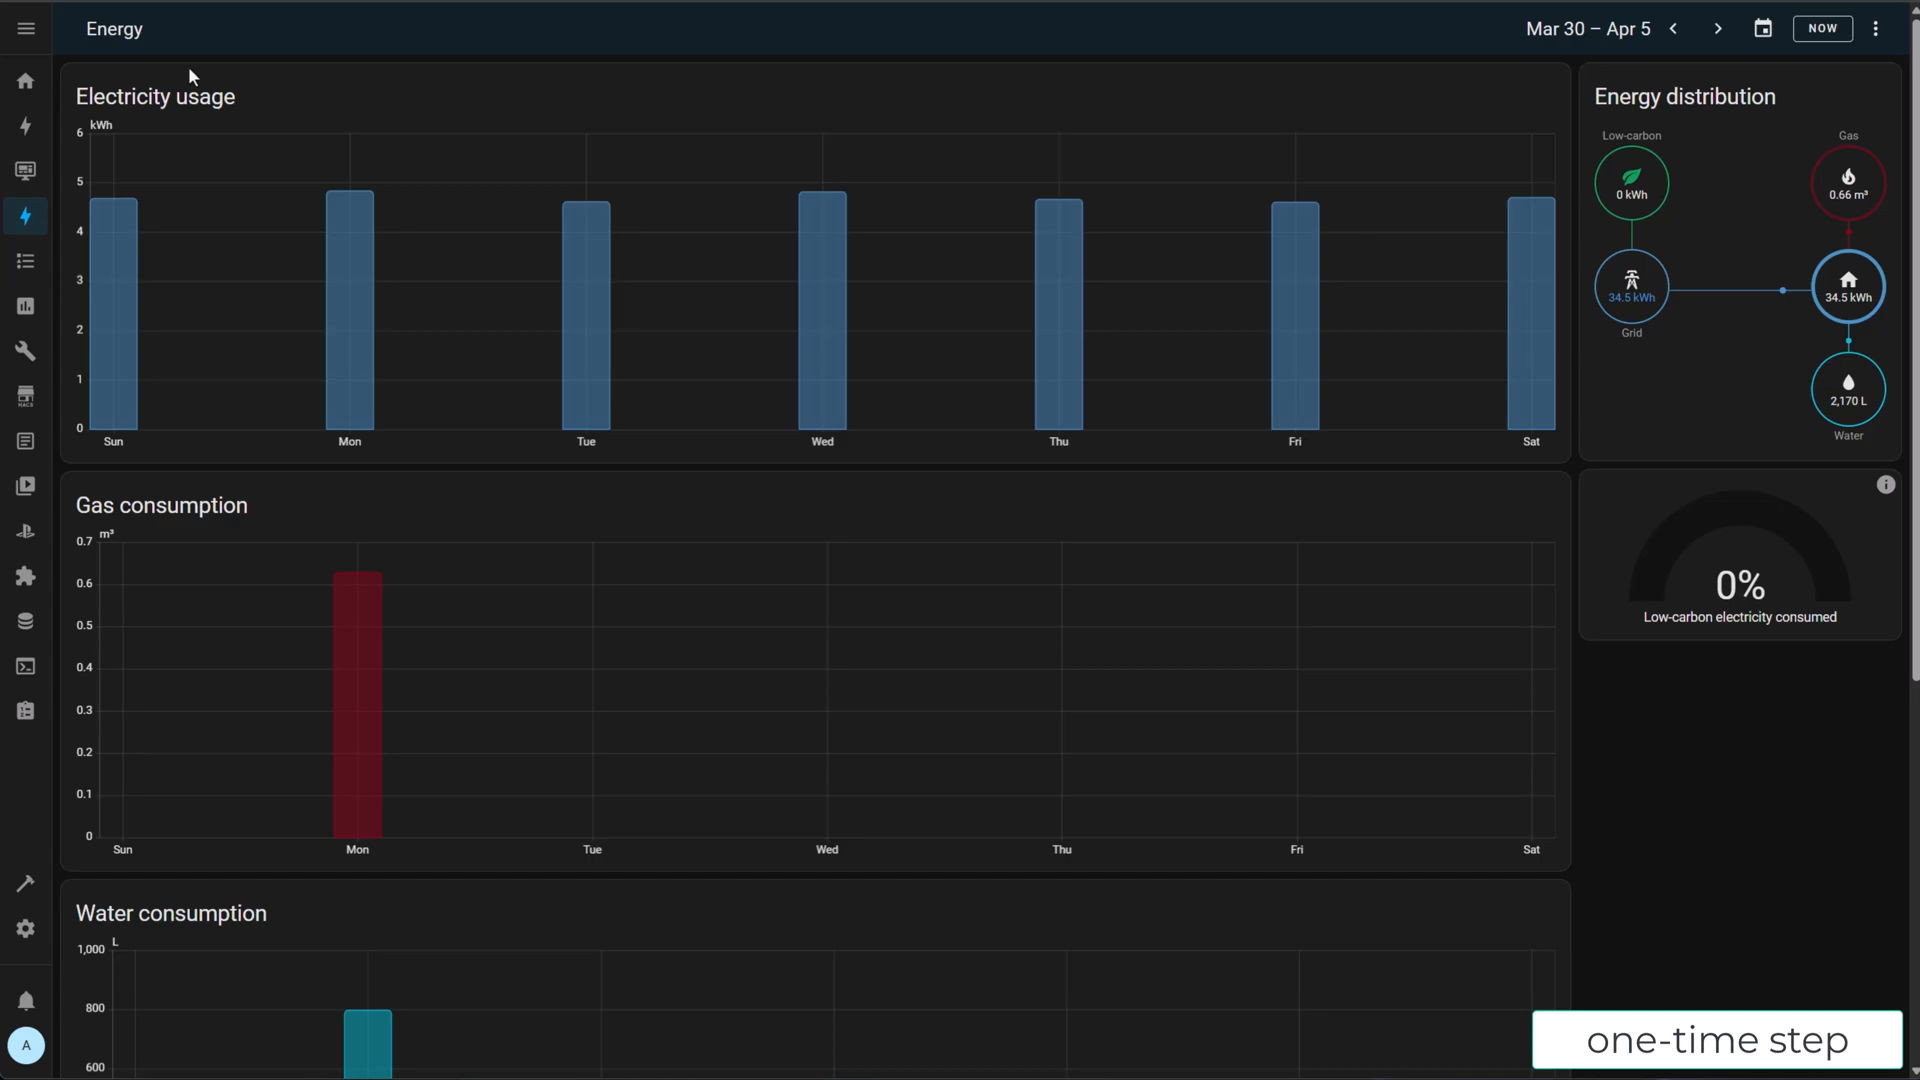 Energy
Mar 30 – Apr 5
NOW
Electricity usage
kWh
6
5
4
3
2
1
0
Sun
Mon
Tue
Wed
Thu
Fri
Sat
Energy distribution
Low-carbon
Gas
0 kWh
0.66 m³
34.5 kWh
34.5 kWh
Grid
2,170 L
Water
HACS
Gas consumption
m³
0.7
0.6
0.5
0.4
0.3
0.2
0.1
0
Sun
Mon
Tue
Wed
Thu
Fri
Sat
0%
Low-carbon electricity consumed
Water consumption
L
1,000
800
600
A
one-time step